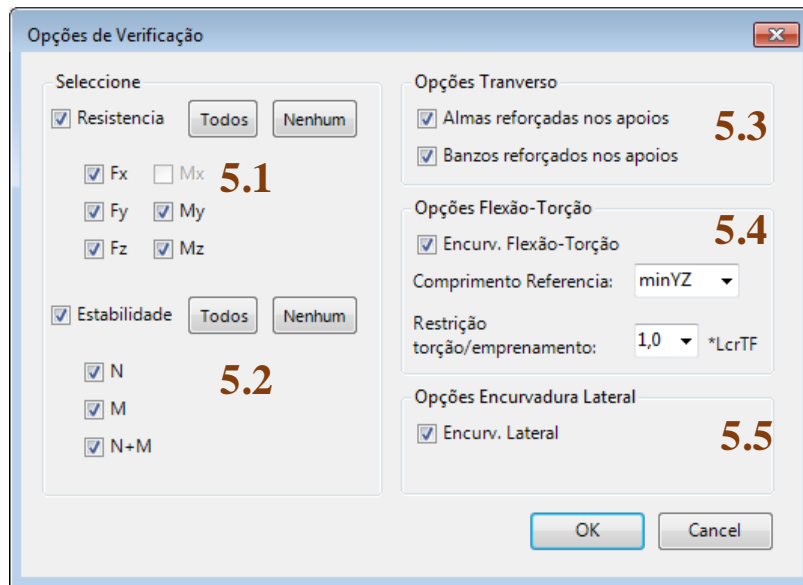 Opções de Verificação
Seleccione
Resistencia
Todos
Nenhum
Fx
Mx
5.1
Fy
My
Fz
Mz
Estabilidade
Todos
Nenhum
N
5.2
M
N+M
Opções Tranverso
Almas reforçadas nos apoios
5.3
Banzos reforçados nos apoios
Opções Flexão-Torção
5.4
Encurv. Flexão-Torção
Comprimento Referencia:
minYZ
Restrição
torção/emprenamento:
1,0
*LcrTF
Opções Encurvadura Lateral
Encurv. Lateral
5.5
OK
Cancel